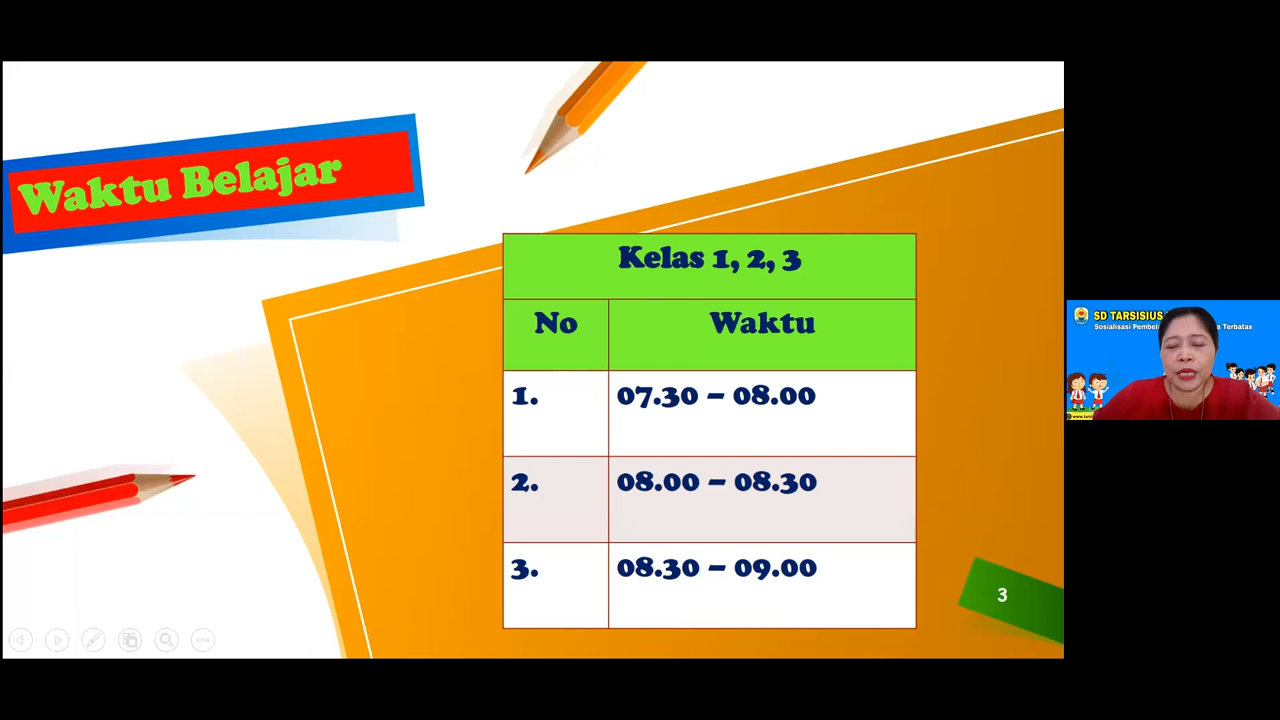 Waktu Belajar
Kelas 1, 2, 3
No Waktu
1. 07.30 – 08.00
2. 08.00 – 08.30
3. 08.30 – 09.00
3
SD TARSISIUS
Sosialisasi Terbatas